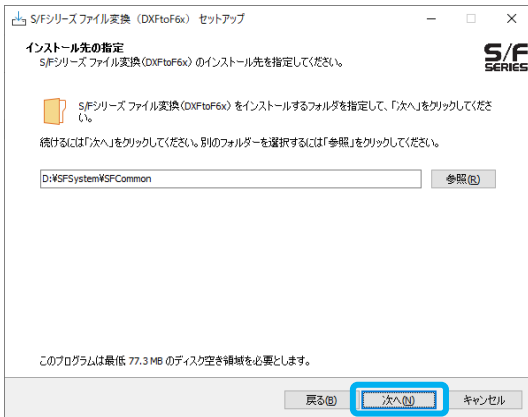 S/Fシリーズ ファイル変換 (DXFtoF6x) セットアップ
インストール先の指定
S/Fシリーズ ファイル変換(DXFtoF6x) のインストール先を指定してください。
S/F
SERIES
S/Fシリーズ ファイル変換(DXFtoF6x) をインストールするフォルダを指定して、「次へ」をクリックしてくださ
い。
続けるには「次へ」をクリックしてください。別のフォルダーを選択するには「参照」をクリックしてください。
D:¥SFSystem¥SFCommon
参照(R)
このプログラムは最低 77.3 MB のディスク空き領域を必要とします。
戻る(B) 次へ(N) キャンセル